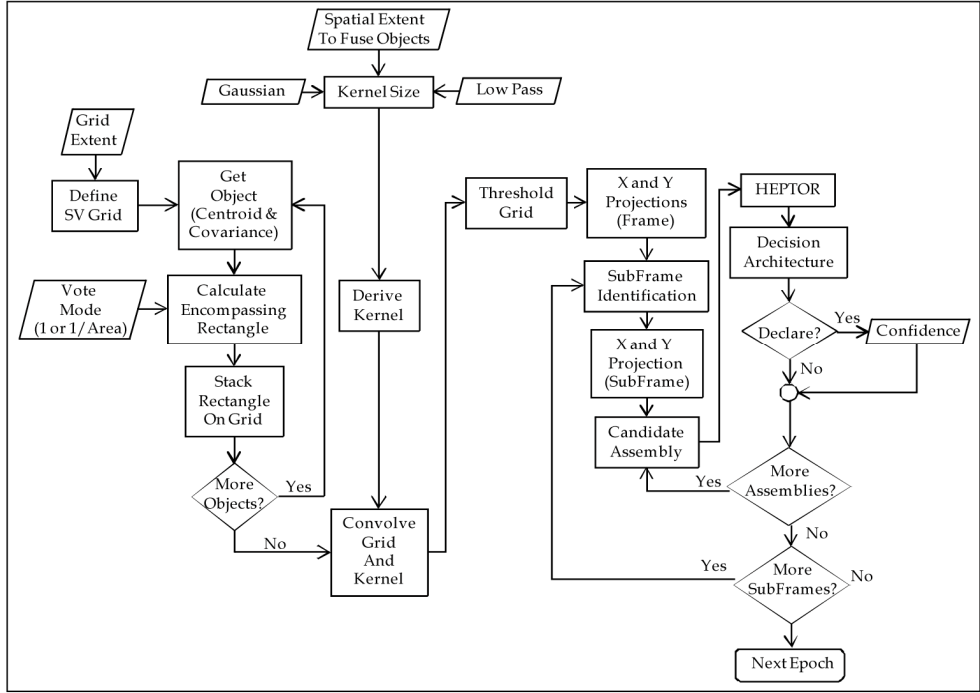 Spatial Extent
To Fuse Objects
Gaussian
Kernel Size
Low Pass
Grid
Extent
Define
SV Grid
Get
Object
(Centroid &
Covariance)
Vote
Mode
(1 or 1/Area)
Calculate
Encompassing
Rectangle
Stack
Rectangle
On Grid
More
Objects?
Yes
No
Derive
Kernel
Convolve
Grid
And
Kernel
Threshold
Grid
X and Y
Projections
(Frame)
SubFrame
Identification
X and Y
Projection
(SubFrame)
Candidate
Assembly
HEPTOR
Decision
Architecture
Declare?
Yes
Confidence
No
More
Assemblies?
Yes
No
More
SubFrames?
Yes
No
Next Epoch